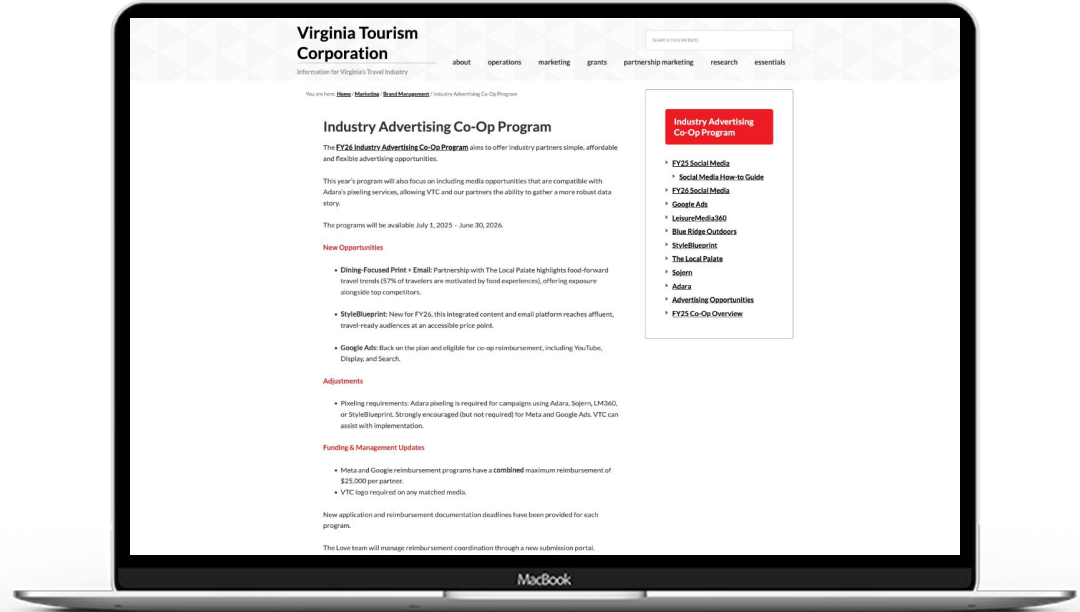 Virginia Tourism
Corporation
Information for Virginia's Travel Industry
SEARCH THIS WEBSITE
about operations marketing grants partnership marketing research essentials
You are here: Home / Marketing / Brand Management / Industry Advertising Co-Op Program
Industry Advertising Co-Op Program
The FY26 Industry Advertising Co-Op Program aims to offer industry partners simple, affordable
and flexible advertising opportunities.
This year's program will also focus on including media opportunities that are compatible with
Adara's pixeling services, allowing VTC and our partners the ability to gather a more robust data
story.
The programs will be available July 1, 2025 – June 30, 2026.
New Opportunities
• Dining-Focused Print + Email: Partnership with The Local Palate highlights food-forward
travel trends (57% of travelers are motivated by food experiences), offering exposure
alongside top competitors.
• StyleBlueprint: New for FY26, this integrated content and email platform reaches affluent,
travel-ready audiences at an accessible price point.
• Google Ads: Back on the plan and eligible for co-op reimbursement, including YouTube,
Display, and Search.
Adjustments
• Pixeling requirements: Adara pixeling is required for campaigns using Adara, Sojern, LM360,
or StyleBlueprint. Strongly encouraged (but not required) for Meta and Google Ads. VTC can
assist with implementation.
Funding & Management Updates
• Meta and Google reimbursement programs have a combined maximum reimbursement of
$25,000 per partner.
• VTC logo required on any matched media.
New application and reimbursement documentation deadlines have been provided for each
program.
The Love team will manage reimbursement coordination through a new submission portal.
Industry Advertising
Co-Op Program
FY25 Social Media
Social Media How-to Guide
FY26 Social Media
Google Ads
LeisureMedia360
Blue Ridge Outdoors
StyleBlueprint
The Local Palate
Sojern
Adara
Advertising Opportunities
FY25 Co-Op Overview
MacBook